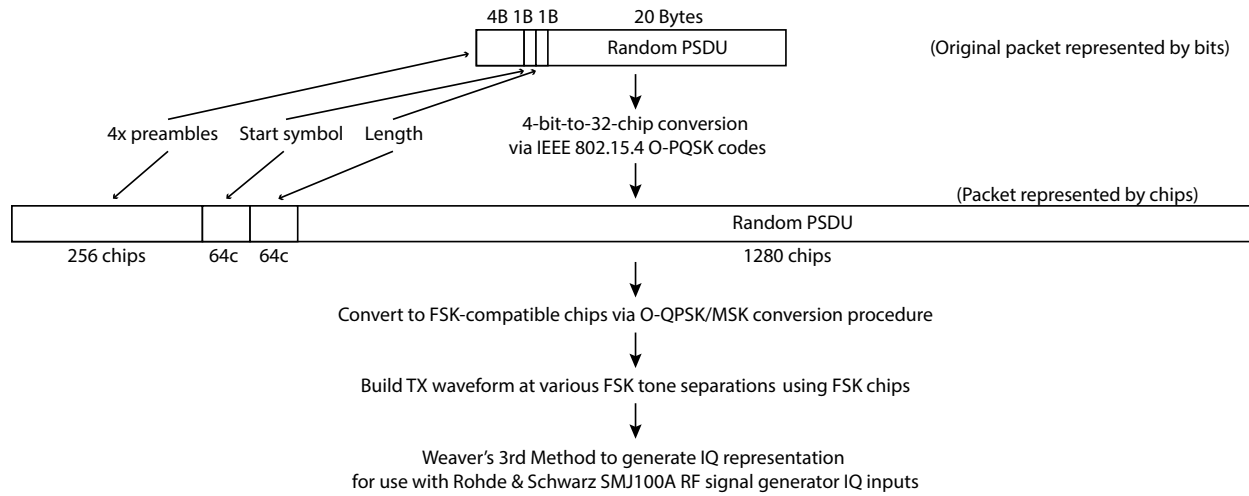 4B 1B 1B 20 Bytes
Random PSDU
(Original packet represented by bits)
4x preambles Start symbol Length
4-bit-to-32-chip conversion
via IEEE 802.15.4 O-PQSK codes
(Packet represented by chips)
Random PSDU
256 chips 64c 64c 1280 chips
Convert to FSK-compatible chips via O-QPSK/MSK conversion procedure
Build TX waveform at various FSK tone separations using FSK chips
Weaver's 3rd Method to generate IQ representation
for use with Rohde & Schwarz SMJ100A RF signal generator IQ inputs